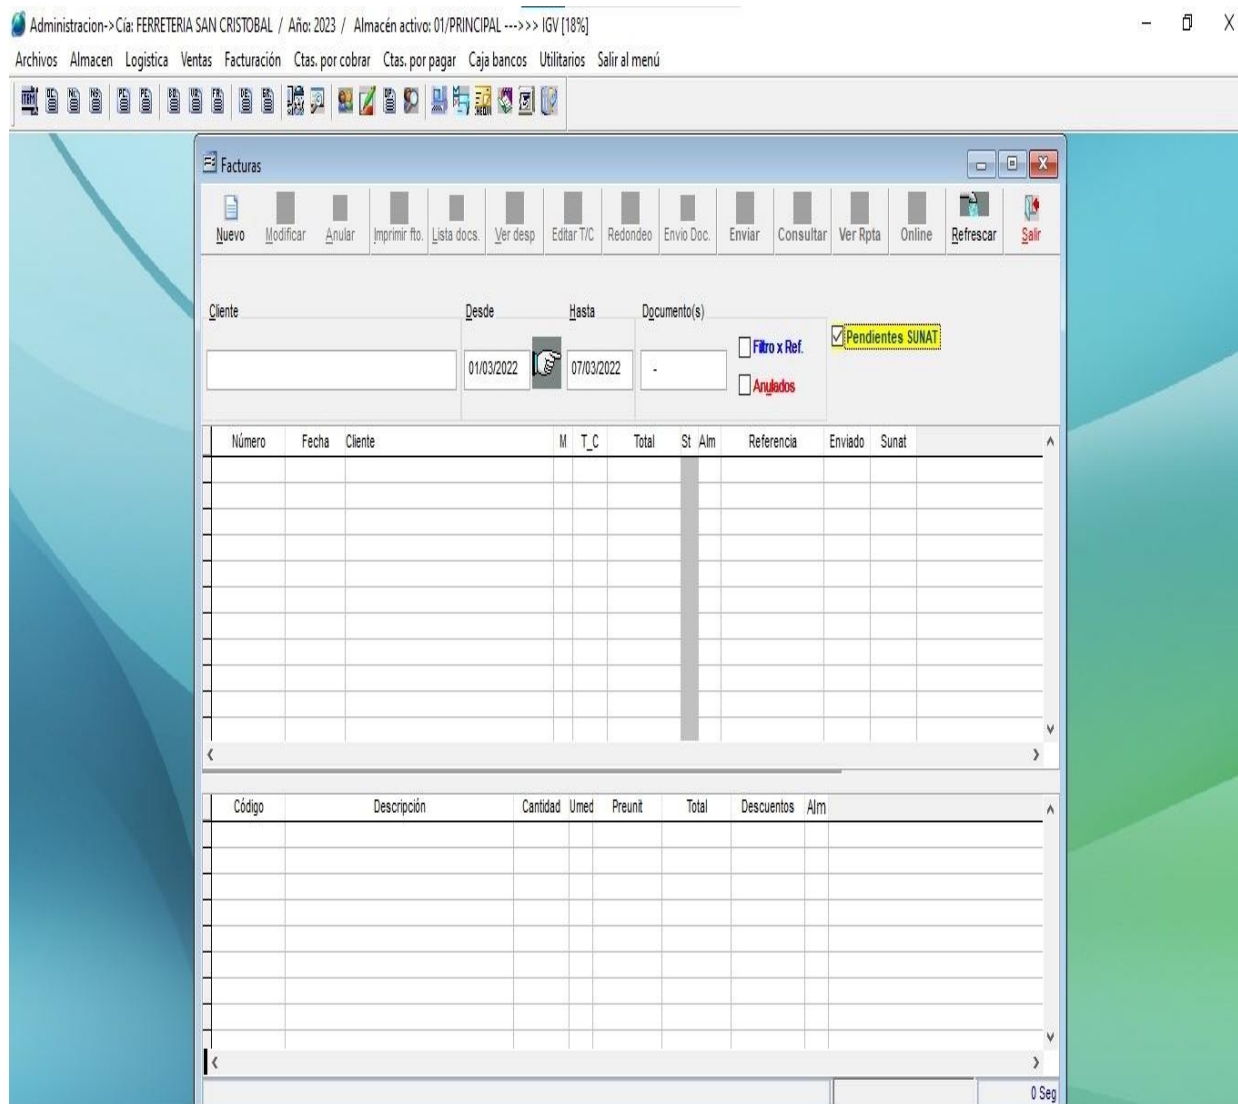 Administracion->Cía: FERRETERIA SAN CRISTOBAL / Año: 2023 / Almacén activo: 01/PRINCIPAL --->>> IGV [18%]
Archivos Almacen Logistica Ventas Facturación Ctas. por cobrar Ctas. por pagar Caja bancos Utilitarios Salir al menú
Facturas
Nuevo Modificar Anular Imprimir fto. Lista docs. Ver desp Editar T/C Redondeo Envio Doc. Enviar Consultar Ver Rpta Online Refrescar Salir
Cliente Desde Hasta Documento(s)
Pendientes SUNAT
Filtro x Ref.
01/03/2022 07/03/2022 -
Anulados
Número Fecha Cliente M T_C Total St Alm Referencia Enviado Sunat
Código Descripción Cantidad Umed Preunit Total Descuentos Alm
0 Seg